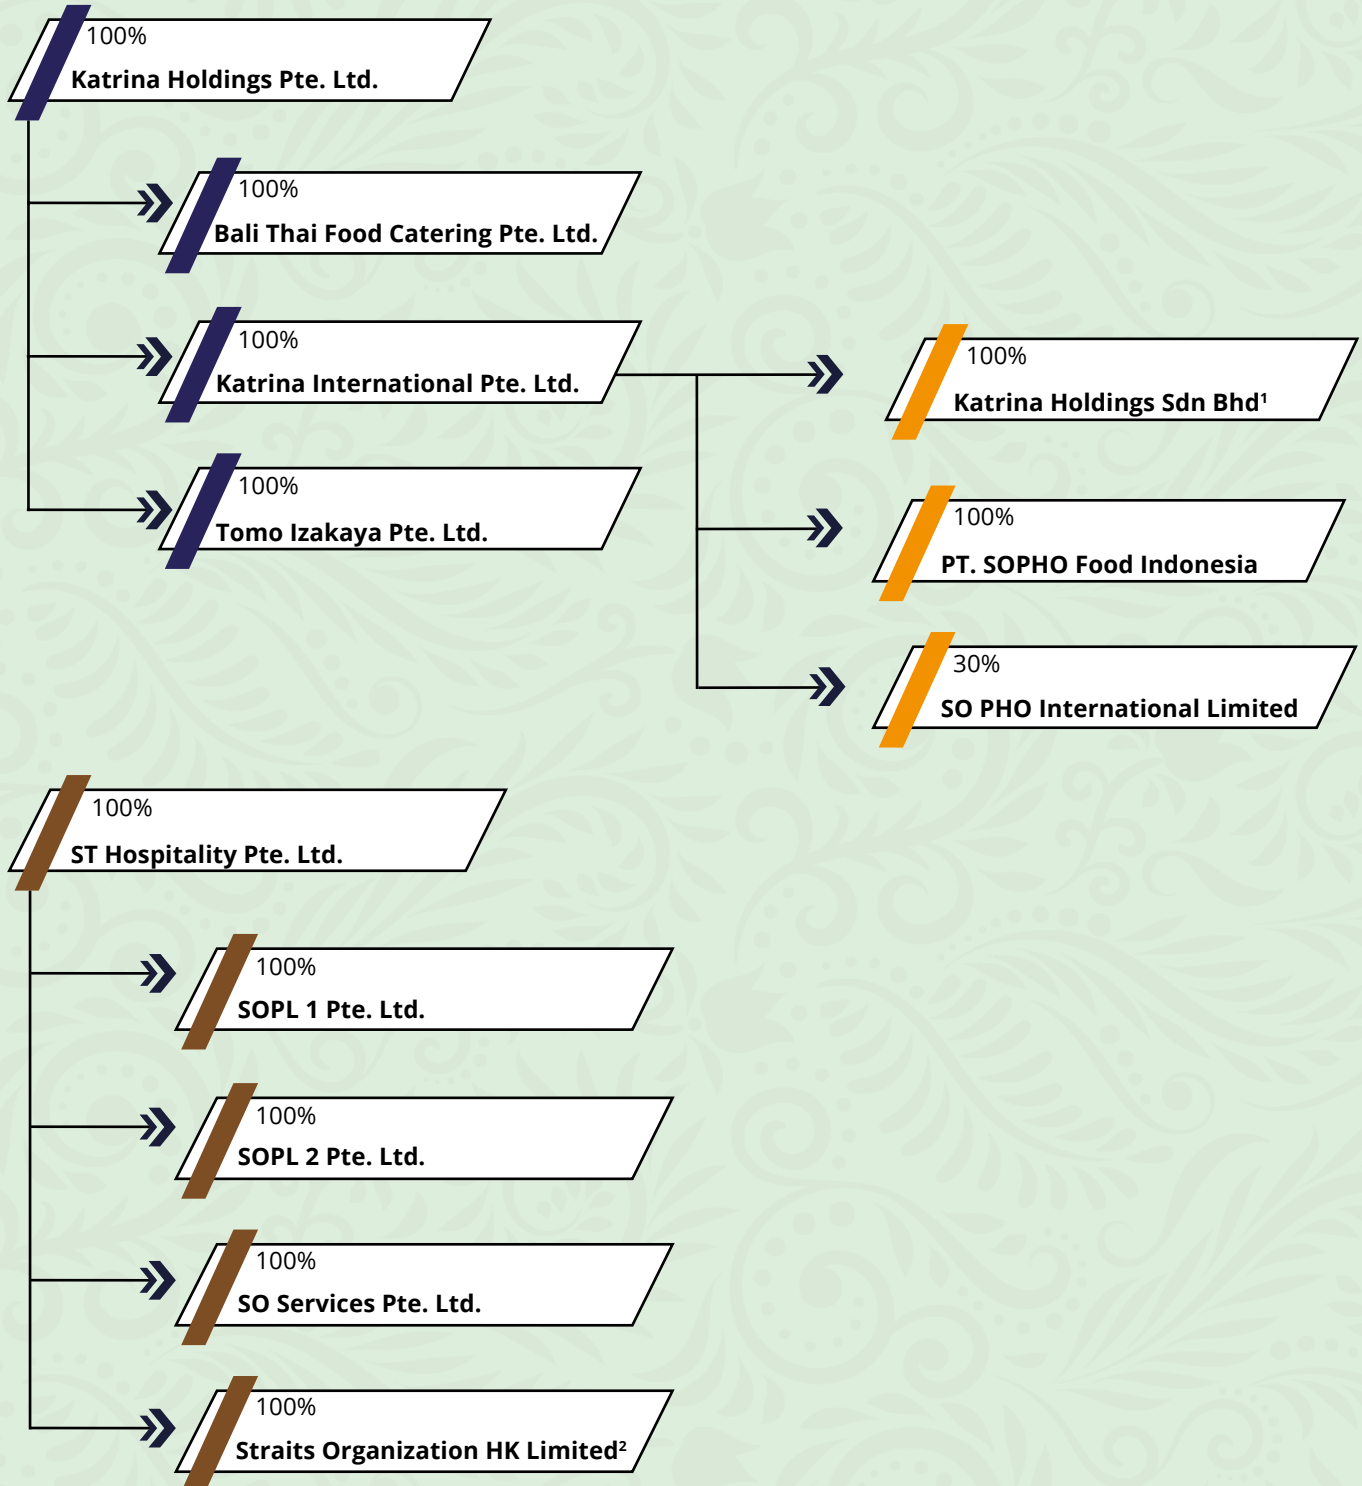 100%
Katrina Holdings Pte. Ltd.
100%
Bali Thai Food Catering Pte. Ltd.
100%
Katrina International Pte. Ltd.
100%
Tomo Izakaya Pte. Ltd.
100%
Katrina Holdings Sdn Bhd¹
100%
PT. SOPHO Food Indonesia
30%
SO PHO International Limited
100%
ST Hospitality Pte. Ltd.
100%
SOPL 1 Pte. Ltd.
100%
SOPL 2 Pte. Ltd.
100%
SO Services Pte. Ltd.
100%
Straits Organization HK Limited²